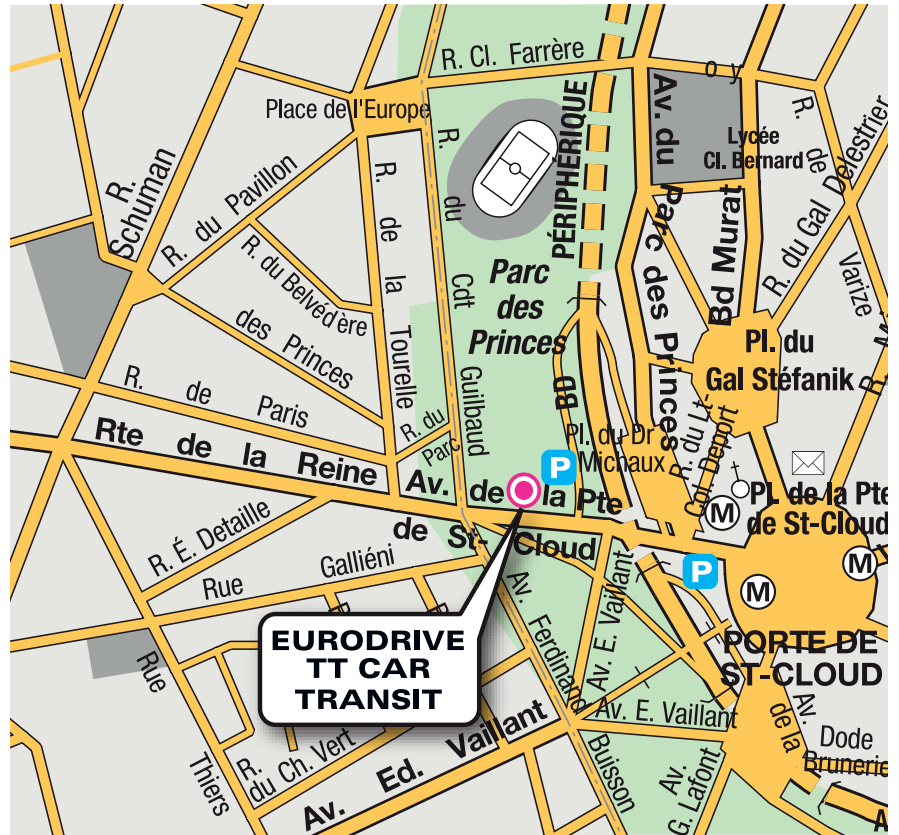 R. Cl. Farrère
o y
Place de l'Europe
PÉRIPHÉRIQUE
Av. du
Parc des Princes
Lycée
Cl. Bernard
R. de
Varize
R. du Gal Délestrier
R.
Schuman
R. du Pavillon
R. du Belvéd'ère
des Princes
R. de la
Tourelle
R. du
Cdt
Guilbaud
Parc
des
Princes
Bd Murat
Pl. du
Gal Stéfanik
R. M
BD
R. de Paris
R. du
Parc
Rte de la Reine
Av. de la Pte
de St-Cloud
P
Pl. du Dr
Michaux
R. du Lt-
Col. Deport
M
Pl. de la Pte
de St-Cloud
R. É. Detaille
Rue Galliéni
P
M
M
EURODRIVE
TT CAR
TRANSIT
Av. Ferdinand
Buisson
Av. E. Vaillant
PORTE DE
ST-CLOUD
Av. E. Vaillant
Av.
de la
Dode
Brunerie
Rue
Thiers
R.
du Ch. Vert
Av. Ed. Vaillant
Av.
G. Lafont
A